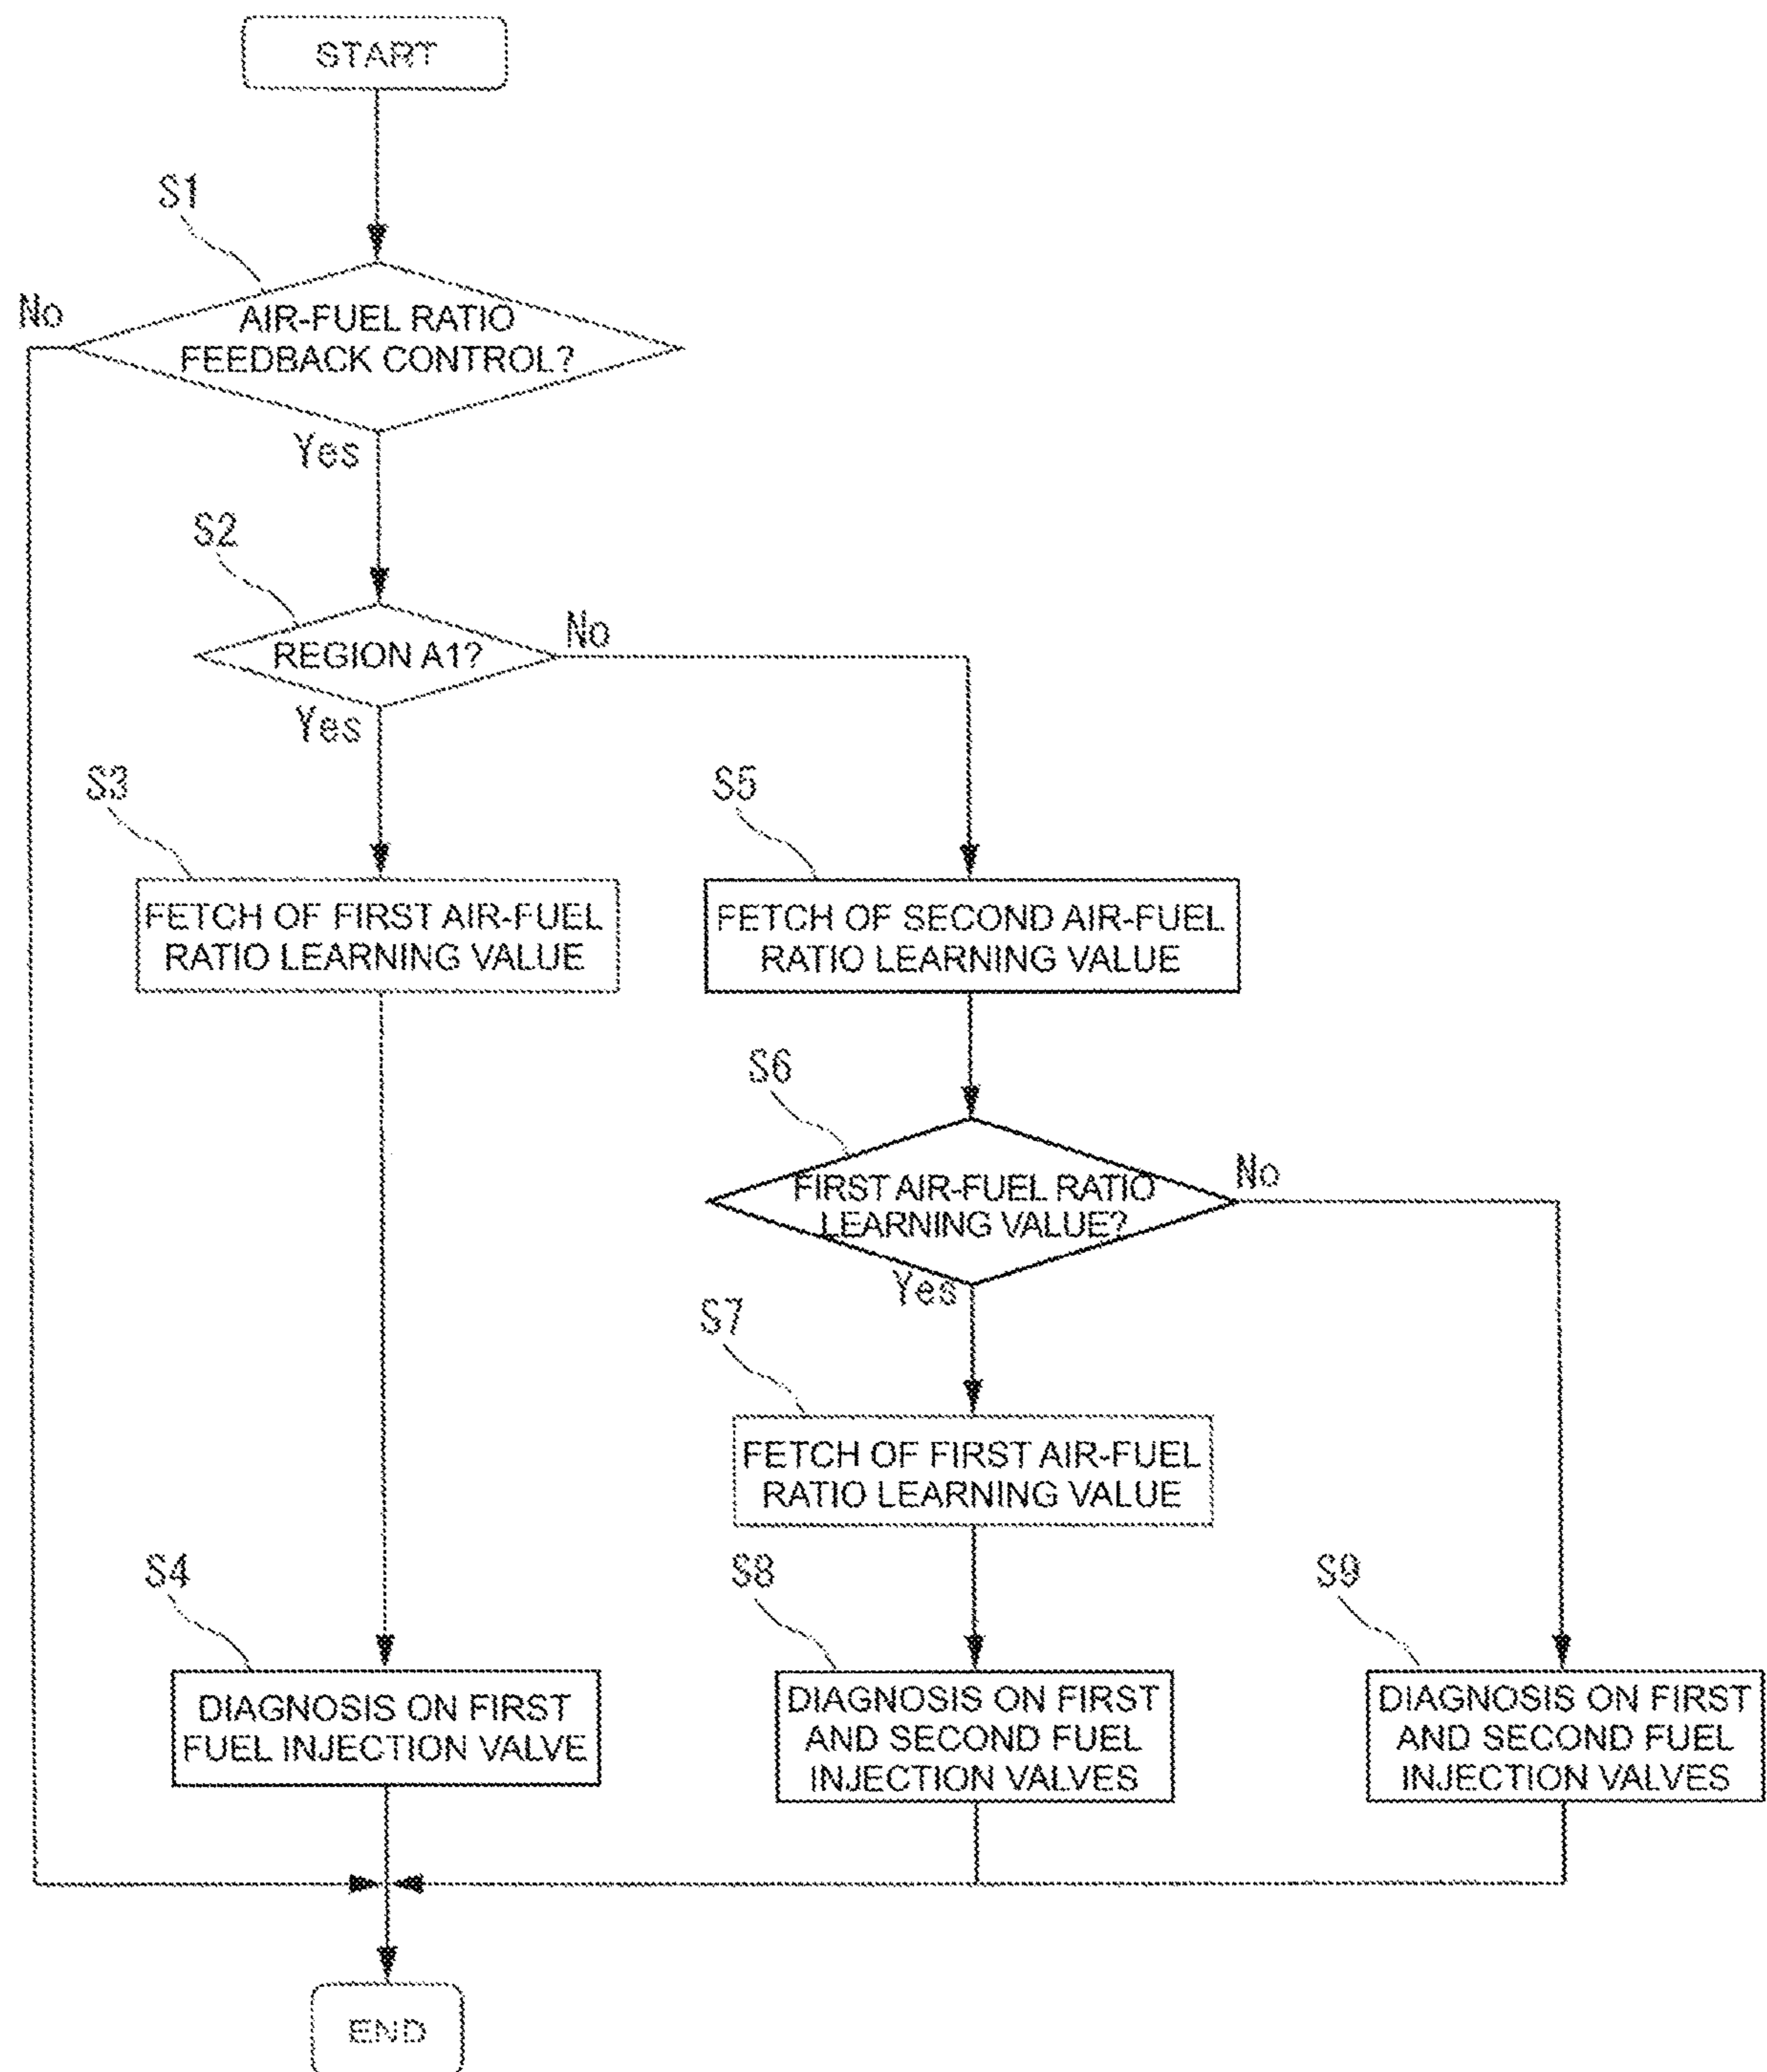 START
S1
No
AIR-FUEL RATIO
FEEDBACK CONTROL?
Yes
S2
No
REGION A1?
Yes
S3
S5
FETCH OF FIRST AIR-FUEL
RATIO LEARNING VALUE
FETCH OF SECOND AIR-FUEL
RATIO LEARNING VALUE
S6
No
FIRST AIR-FUEL RATIO
LEARNING VALUE?
Yes
S7
FETCH OF FIRST AIR-FUEL
RATIO LEARNING VALUE
S4
S8
S9
DIAGNOSIS ON FIRST
FUEL INJECTION VALVE
DIAGNOSIS ON FIRST
AND SECOND FUEL
INJECTION VALVES
DIAGNOSIS ON FIRST
AND SECOND FUEL
INJECTION VALVES
END